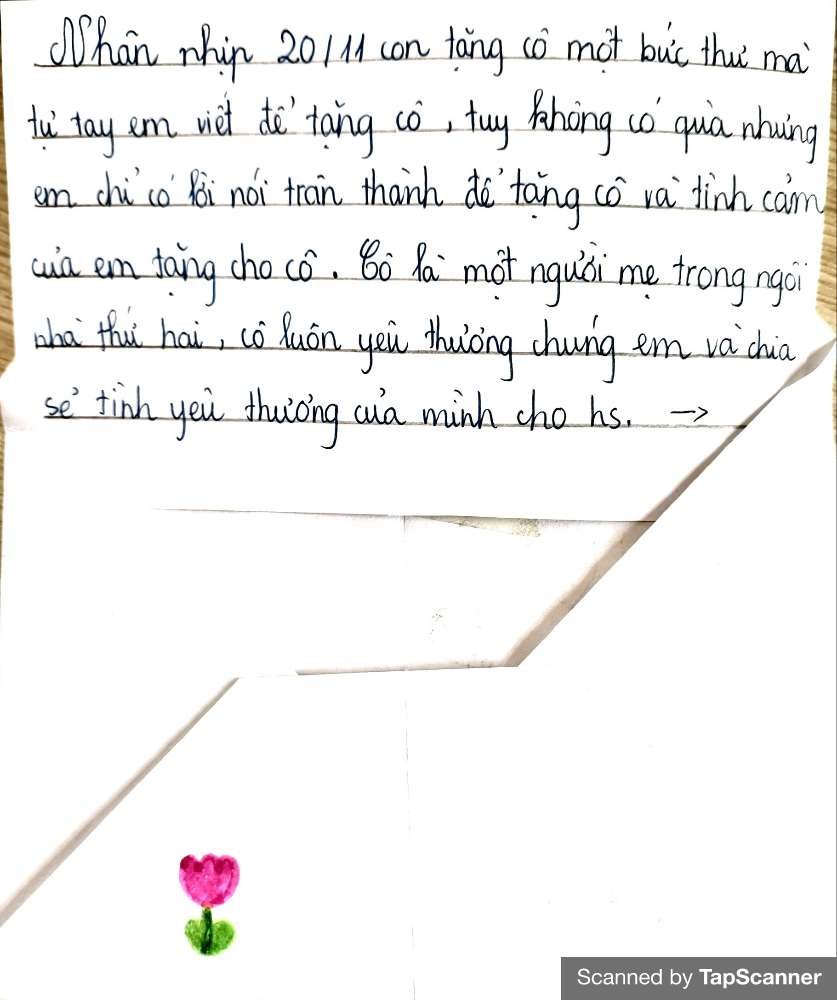 Nhân nhịp 20/11 con tặng cô một bức thư mà
tự tay em viết để tặng cô, tuy không có quà nhưng
em chỉ có lời nói trân thành để tặng cô và tình cảm
của em tặng cho cô. Cô là một người mẹ trong ngôi
nhà thứ hai, cô luôn yêu thương chúng em và chia
sẻ tình yêu thương của mình cho hs. →
Scanned by TapScanner